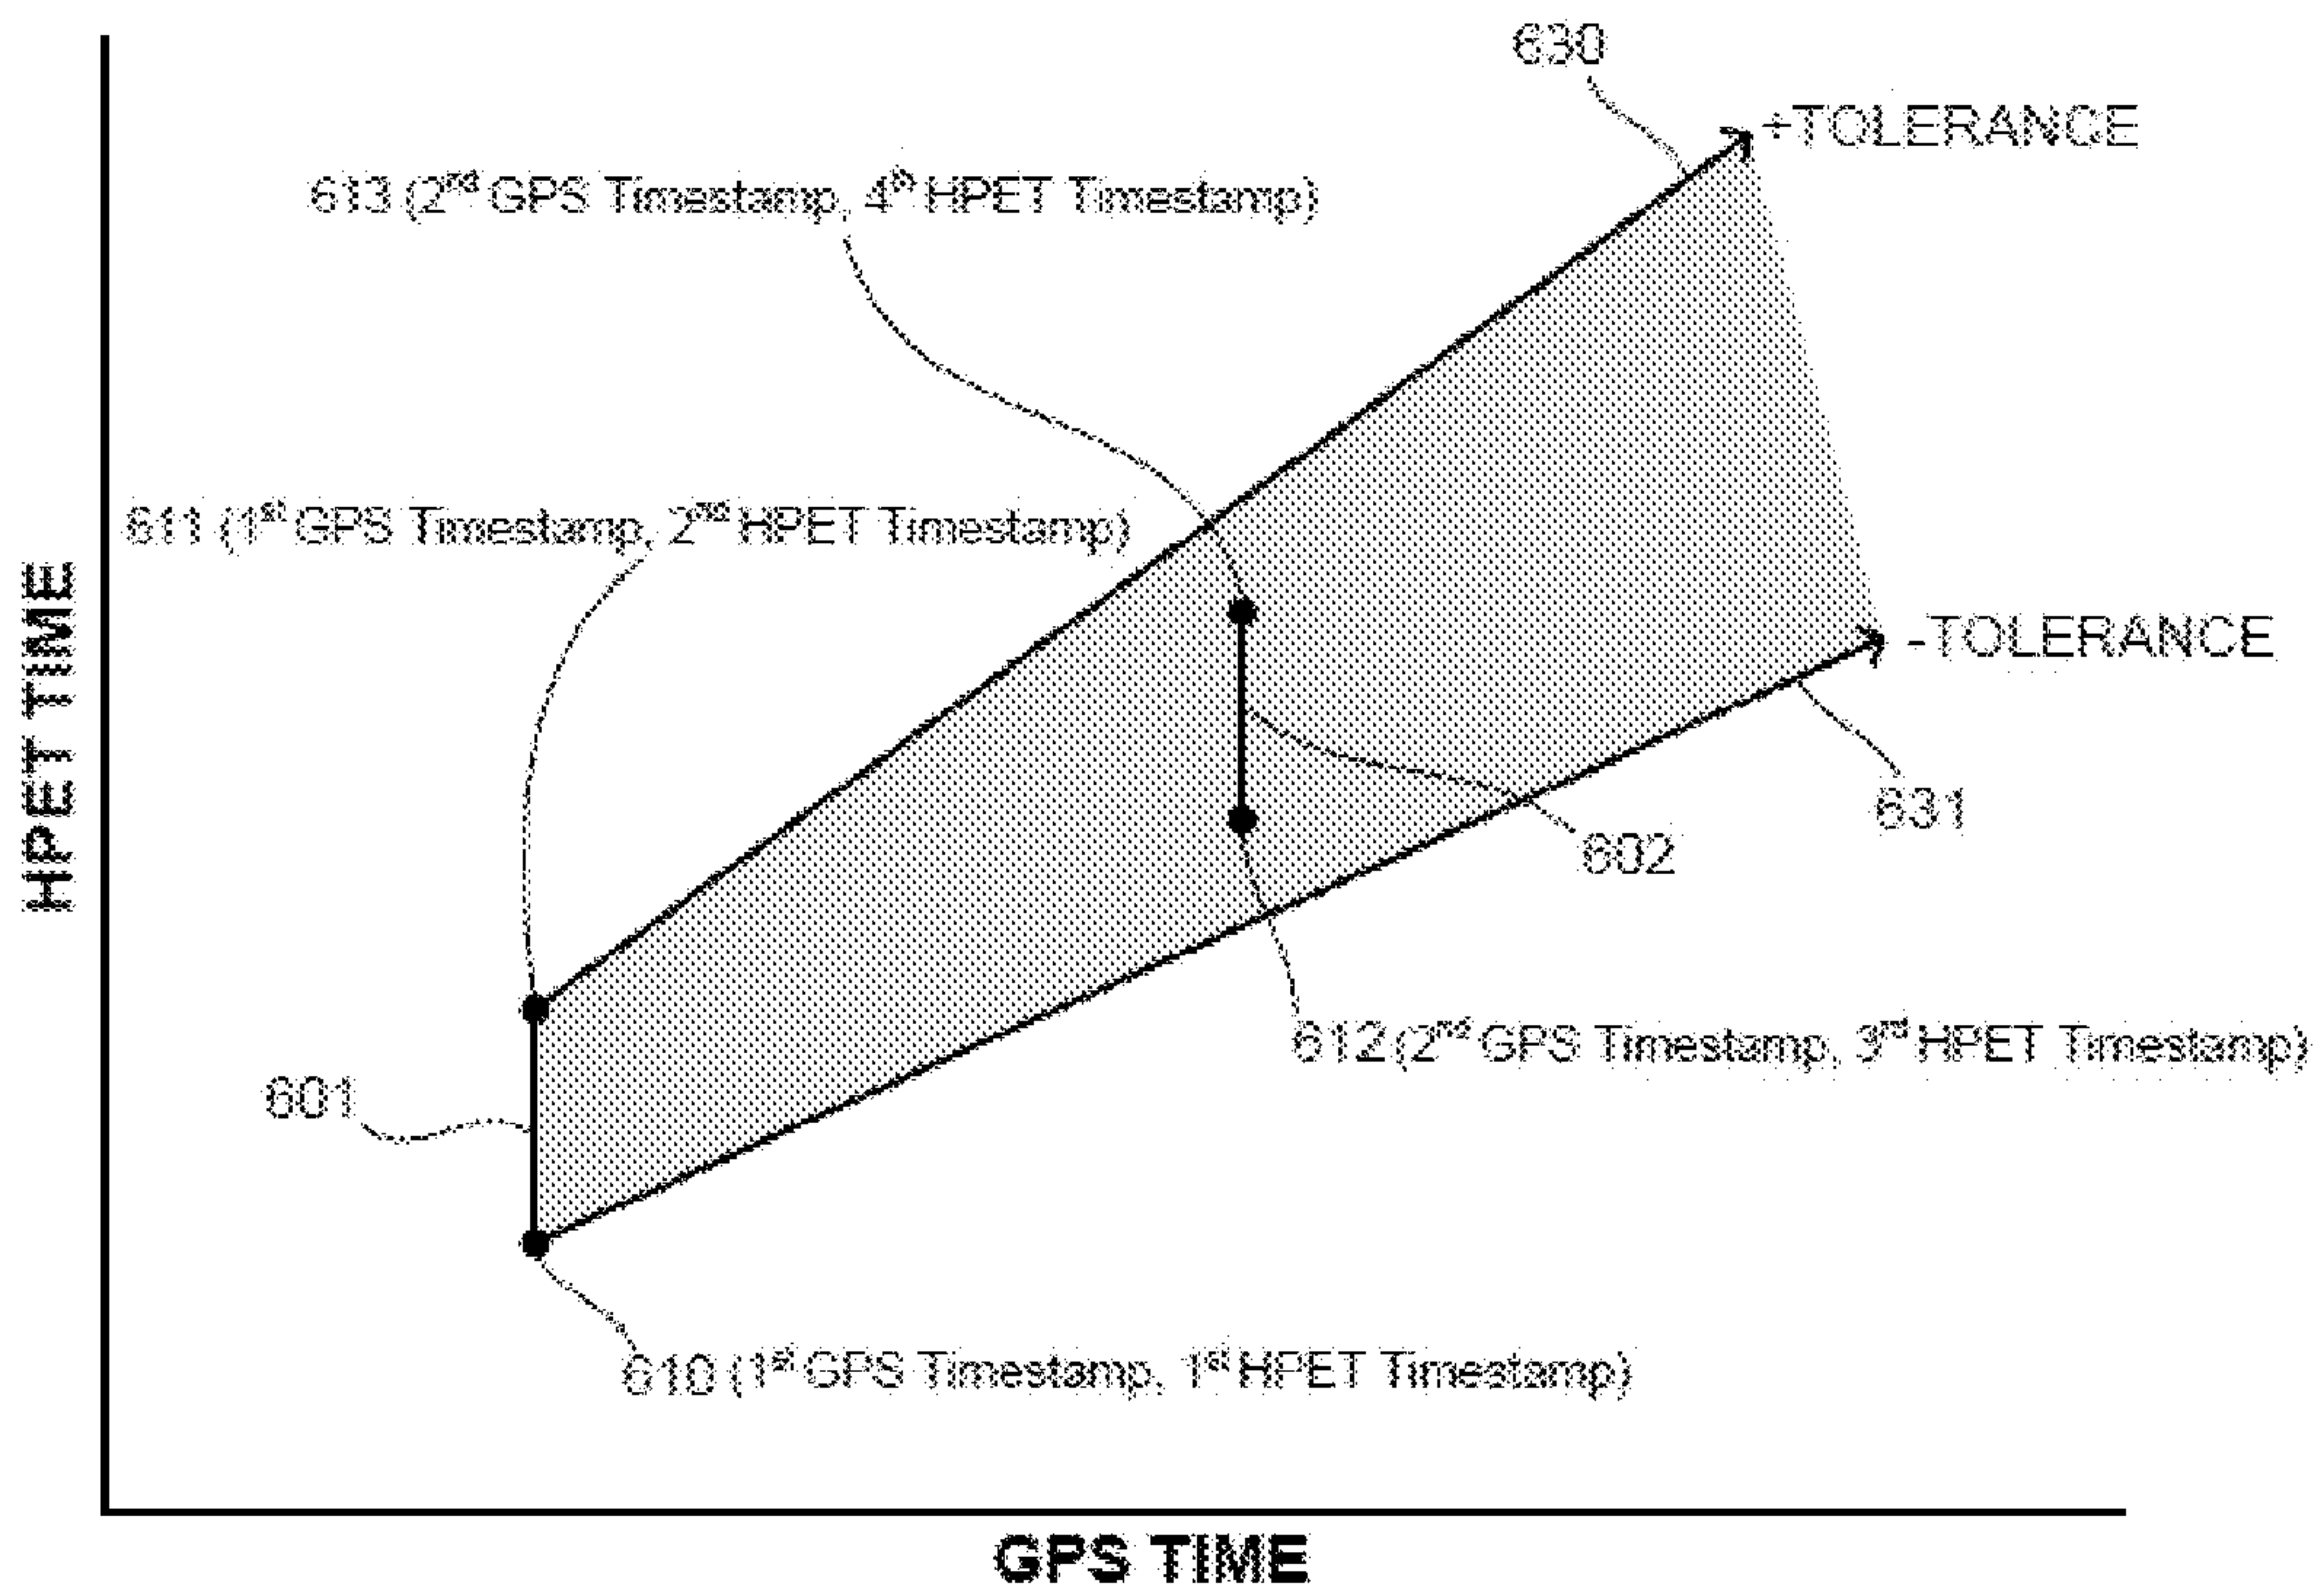 630
+TOLERANCE
613 (2nd GPS Timestamp, 4th HPET Timestamp)
611 (1st GPS Timestamp, 2nd HPET Timestamp)
HPET TIME
-TOLERANCE
631
602
612 (2nd GPS Timestamp, 3rd HPET Timestamp)
601
610 (1st GPS Timestamp, 1st HPET Timestamp)
GPS TIME